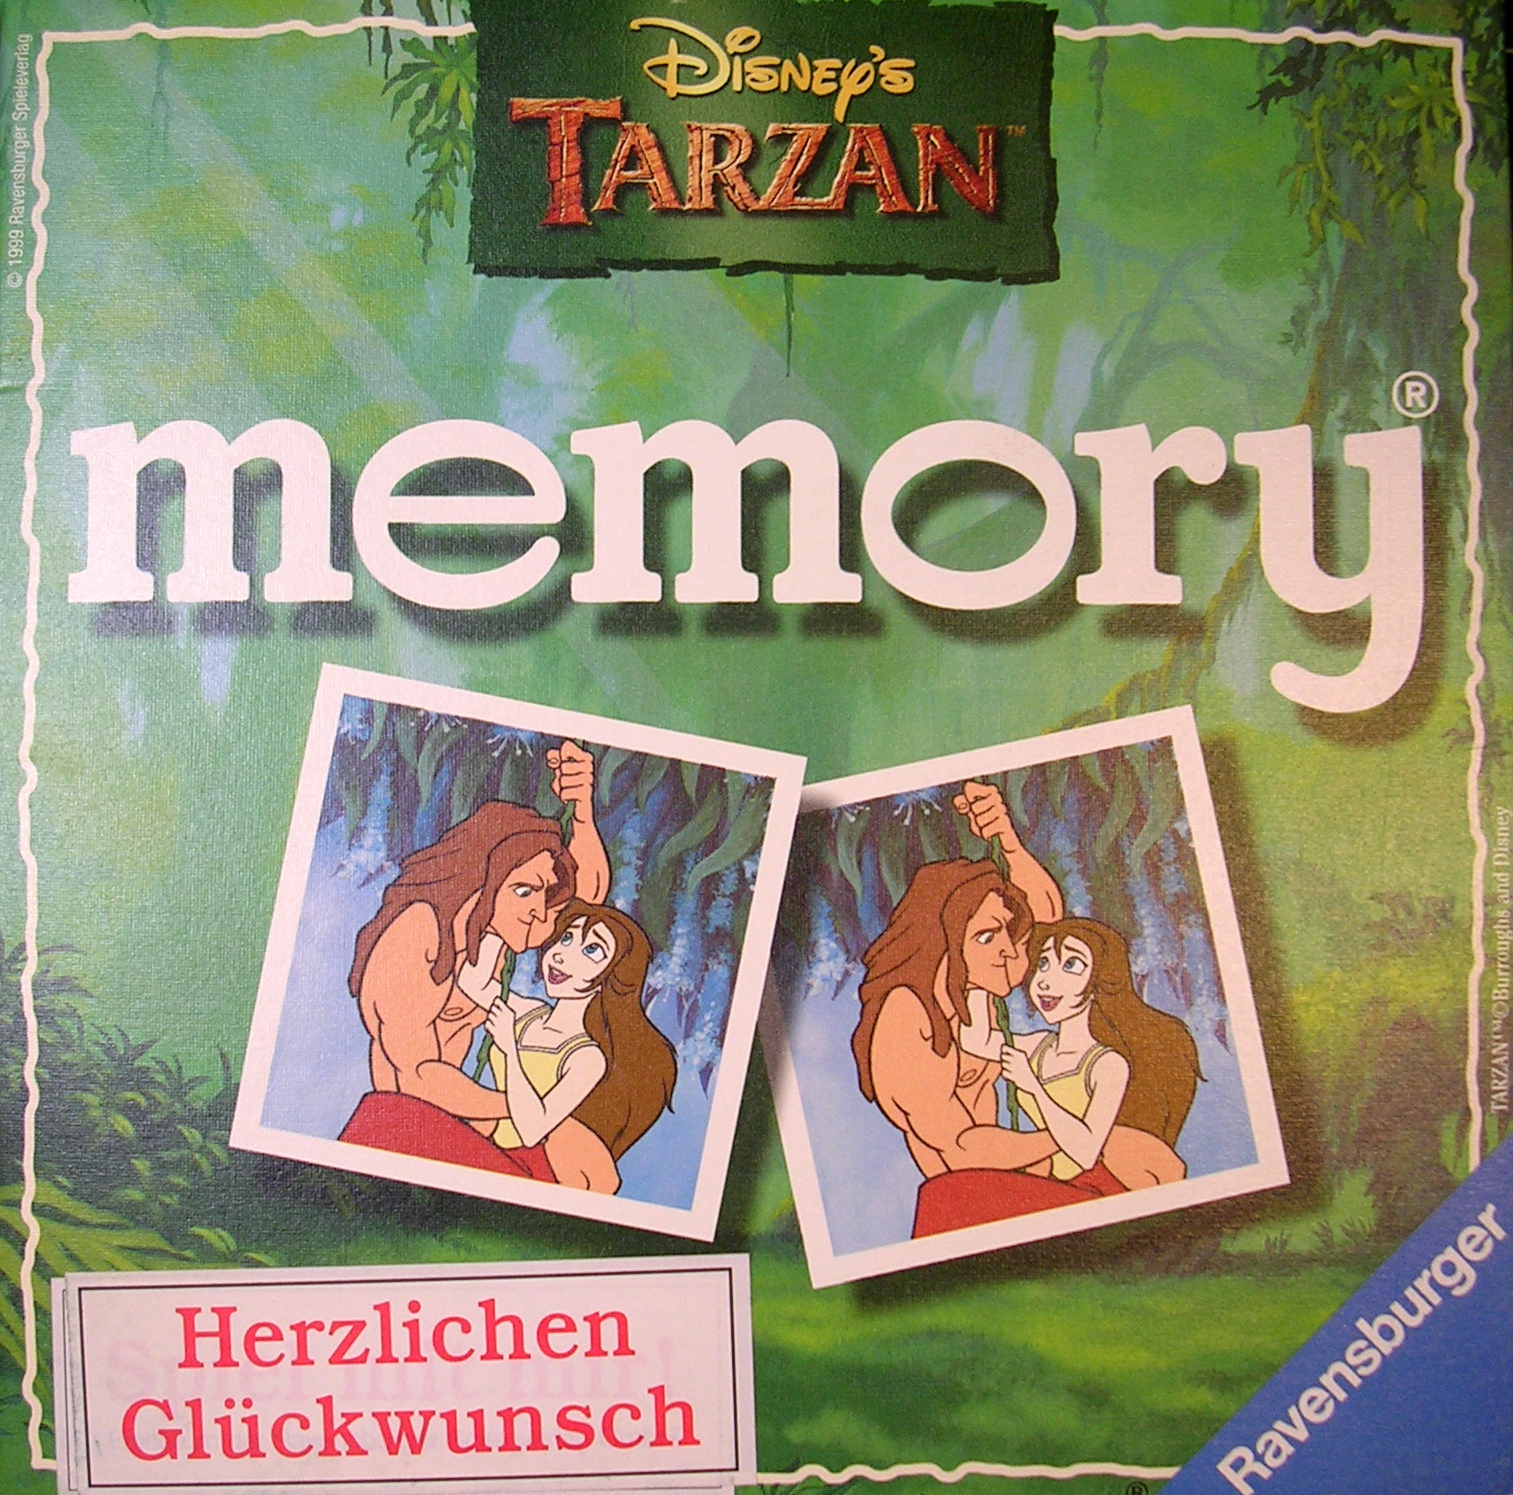 © 1999 Ravensburger Spieleverlag
DISNEY'S
TARZAN™
memory®
TARZAN™©Burroughs and Disney
Herzlichen
Glückwunsch
Ravensburger
®